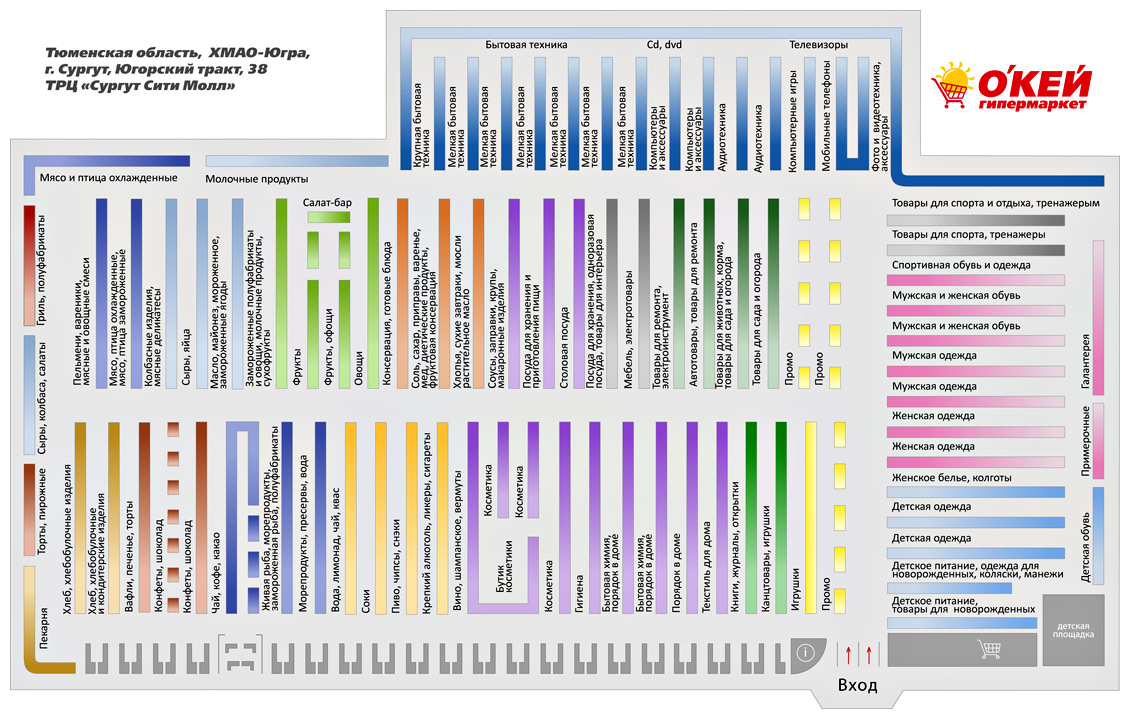 Тюменская область, ХМАО-Югра,
г. Сургут, Югорский тракт, 38
ТРЦ «Сургут Сити Молл»
О'КЕЙ
гипермаркет
Бытовая техника
Cd, dvd
Телевизоры
Крупная бытовая
техника
Мелкая бытовая
техника
Мелкая бытовая
техника
Мелкая бытовая
техника
Мелкая бытовая
техника
Мелкая бытовая
техника
Мелкая бытовая
техника
Компьютеры
и аксессуары
Компьютеры
и аксессуары
Аудиотехника
Аудиотехника
Компьютерные игры
Мобильные телефоны
Фото и видеотехника,
аксессуары
Мясо и птица охлажденные
Молочные продукты
Гриль, полуфабрикаты
Сыры, колбаса, салаты
Торты, пирожные
Пекарня
Пельмени, вареники,
мясные и овощные смеси
Мясо, птица охлажденные,
мясо, птица замороженные
Колбасные изделия,
мясные деликатесы
Сыры, яйца
Масло, майонез, мороженное,
замороженные ягоды
Замороженные полуфабрикаты
и овощи, молочные продукты,
сухофрукты
Фрукты
Салат-бар
Фрукты, офощи
Овощи
Консервация, готовые блюда
Соль, сахар, приправы, варенье,
мед, диетические продукты,
фруктовая консервация
Хлопья, сухие завтраки, мюсли
растительное масло
Соусы, заправки, крупы,
макаронные изделия
Посуда для хранения и
приготовления пищи
Столовая посуда
Посуда для хранения, одноразовая
посуда, товары для интерьера
Мебель, электротовары
Товары для ремонта,
электроинструмент
Автотовары, товары для ремонта
Товары для животных, корма,
товары для сада и огорода
Товары для сада и огорода
Промо
Промо
Хлеб, хлебобулочные изделия
Хлеб, хлебобулочные
и кондитерские изделия
Вафли, печенье, торты
Конфеты, шоколад
Конфеты, шоколад
Чай, кофе, какао
Живая рыба, морепродукты,
замороженная рыба, полуфабрикаты
Морепродукты, пресервы, вода
Вода, лимонад, чай, квас
Соки
Пиво, чипсы, снэки
Крепкий алкоголь, ликеры, сигареты
Вино, шампанское, вермуты
Косметика
Косметика
Бутик
косметики
Косметика
Гигиена
Бытовая химия,
порядок в доме
Бытовая химия,
порядок в доме
Порядок в доме
Текстиль для дома
Книги, журналы, открытки
Канцтовары, игрушки
Игрушки
Промо
Товары для спорта и отдыха, тренажерым
Товары для спорта, тренажеры
Спортивная обувь и одежда
Мужская и женская обувь
Мужская и женская обувь
Мужская одежда
Мужская одежда
Женская одежда
Женская одежда
Женское белье, колготы
Детская одежда
Детская одежда
Детское питание, одежда для
новорожденных, коляски, манежи
Детское питание,
товары для новорожденных
Галантерея
Примерочные
Детская обувь
детская
площадка
i
Вход